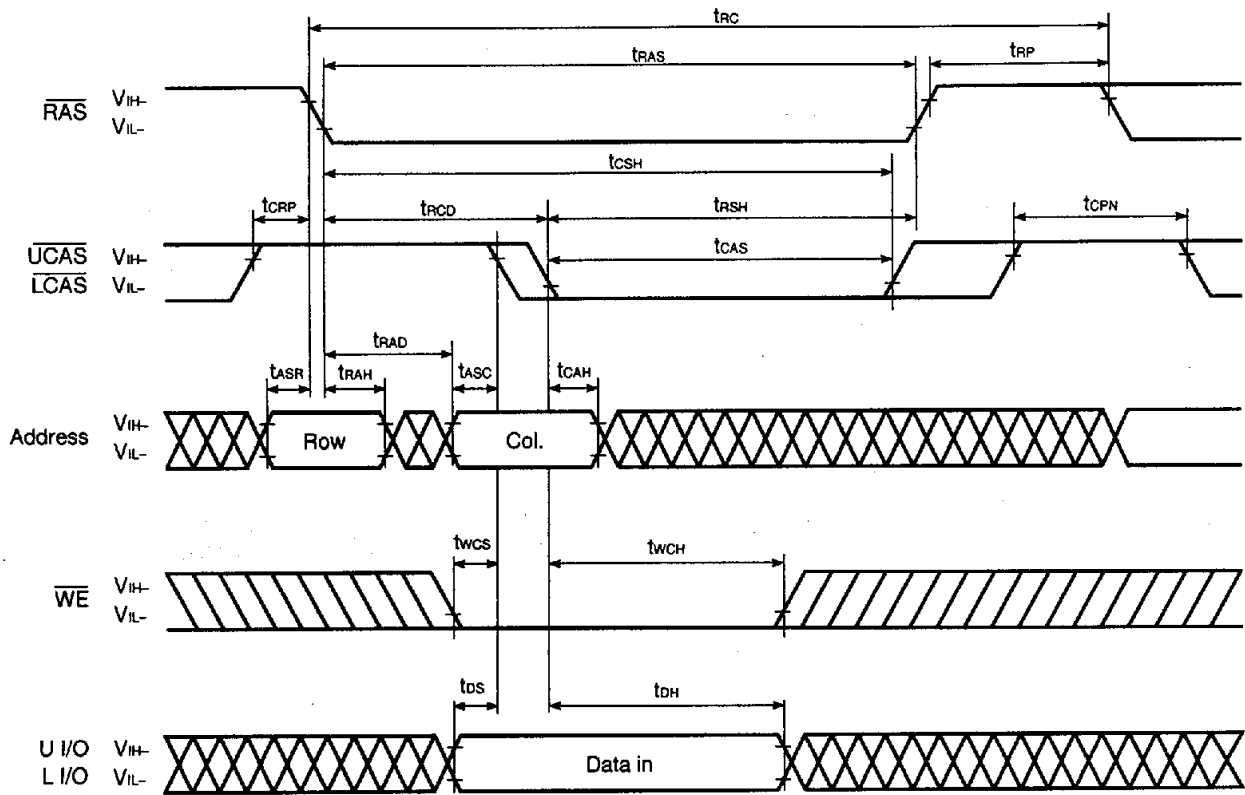 tRC
tRAS
tRP
RAS
VIH–
VIL–
tCSH
tCRP
tRCD
tRSH
tCPN
UCAS
LCAS
VIH–
VIL–
tCAS
tRAD
tASR
tRAH
tASC
tCAH
Address
VIH–
VIL–
Row
Col.
tWCS
tWCH
WE
VIH–
VIL–
tDS
tDH
U I/O
L I/O
VIH–
VIL–
Data in